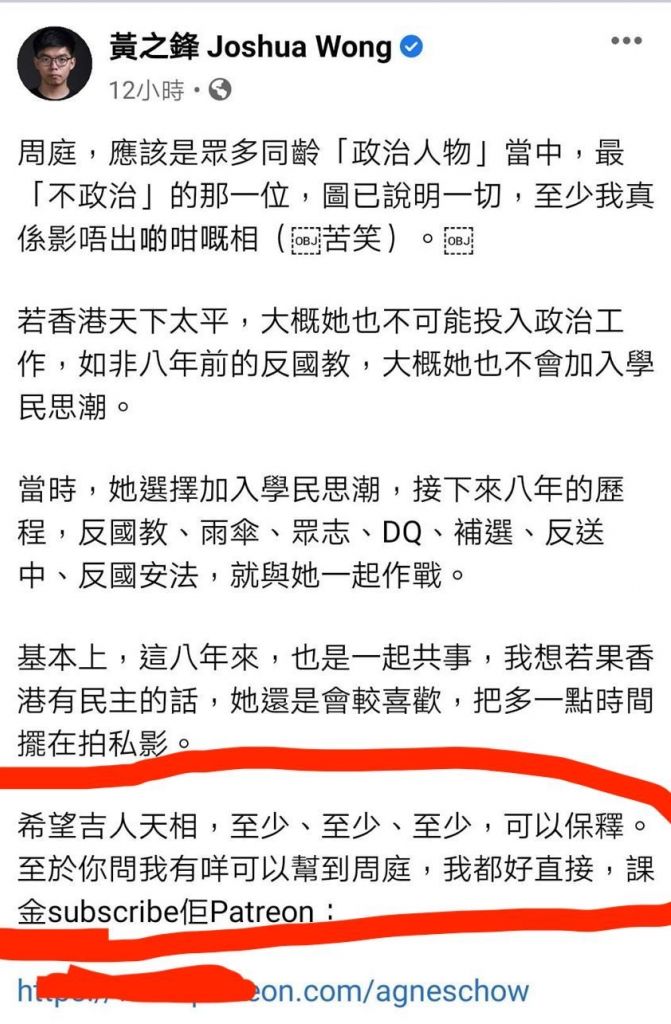 黃之鋒 Joshua Wong
12小時
周庭，應該是眾多同齡「政治人物」當中，最
「不政治」的那一位，圖已說明一切，至少我真
係影唔出啲咁嘅相（OBJ苦笑）。OBJ
若香港天下太平，大概她也不可能投入政治工
作，如非八年前的反國教，大概她也不會加入學
民思潮。
當時，她選擇加入學民思潮，接下來八年的歷
程，反國教、雨傘、眾志、DQ、補選、反送
中、反國安法，就與她一起作戰。
基本上，這八年來，也是一起共事，我想若果香
港有民主的話，她還是會較喜歡，把多一點時間
擺在拍私影。
希望吉人天相，至少、至少、至少，可以保釋。
至於你問我有咩可以幫到周庭，我都好直接，課
金subscribe佢Patreon：
eon.com/agneschow